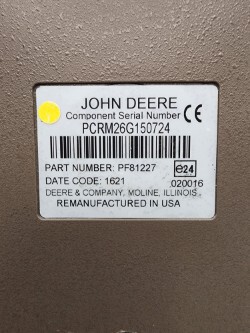 JOHN DEERE
Component Serial Number CE
PCRM26G150724
PART NUMBER: PF81227 e24
DATE CODE: 1621 .020016
DEERE & COMPANY, MOLINE, ILLINOIS
REMANUFACTURED IN USA